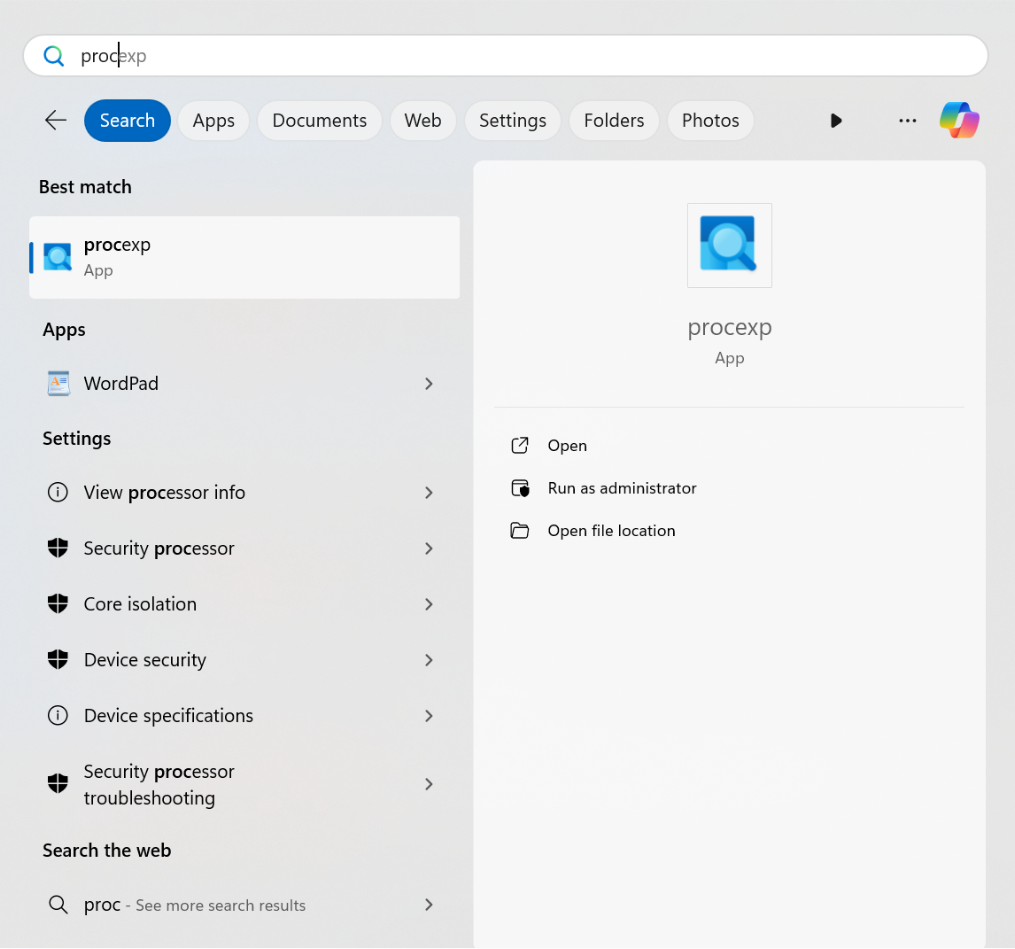 procexp
Search Apps Documents Web Settings Folders Photos
Best match
procexp
App
Apps
WordPad
Settings
View processor info
Security processor
Core isolation
Device security
Device specifications
Security processor
troubleshooting
Search the web
proc - See more search results
procexp
App
Open
Run as administrator
Open file location